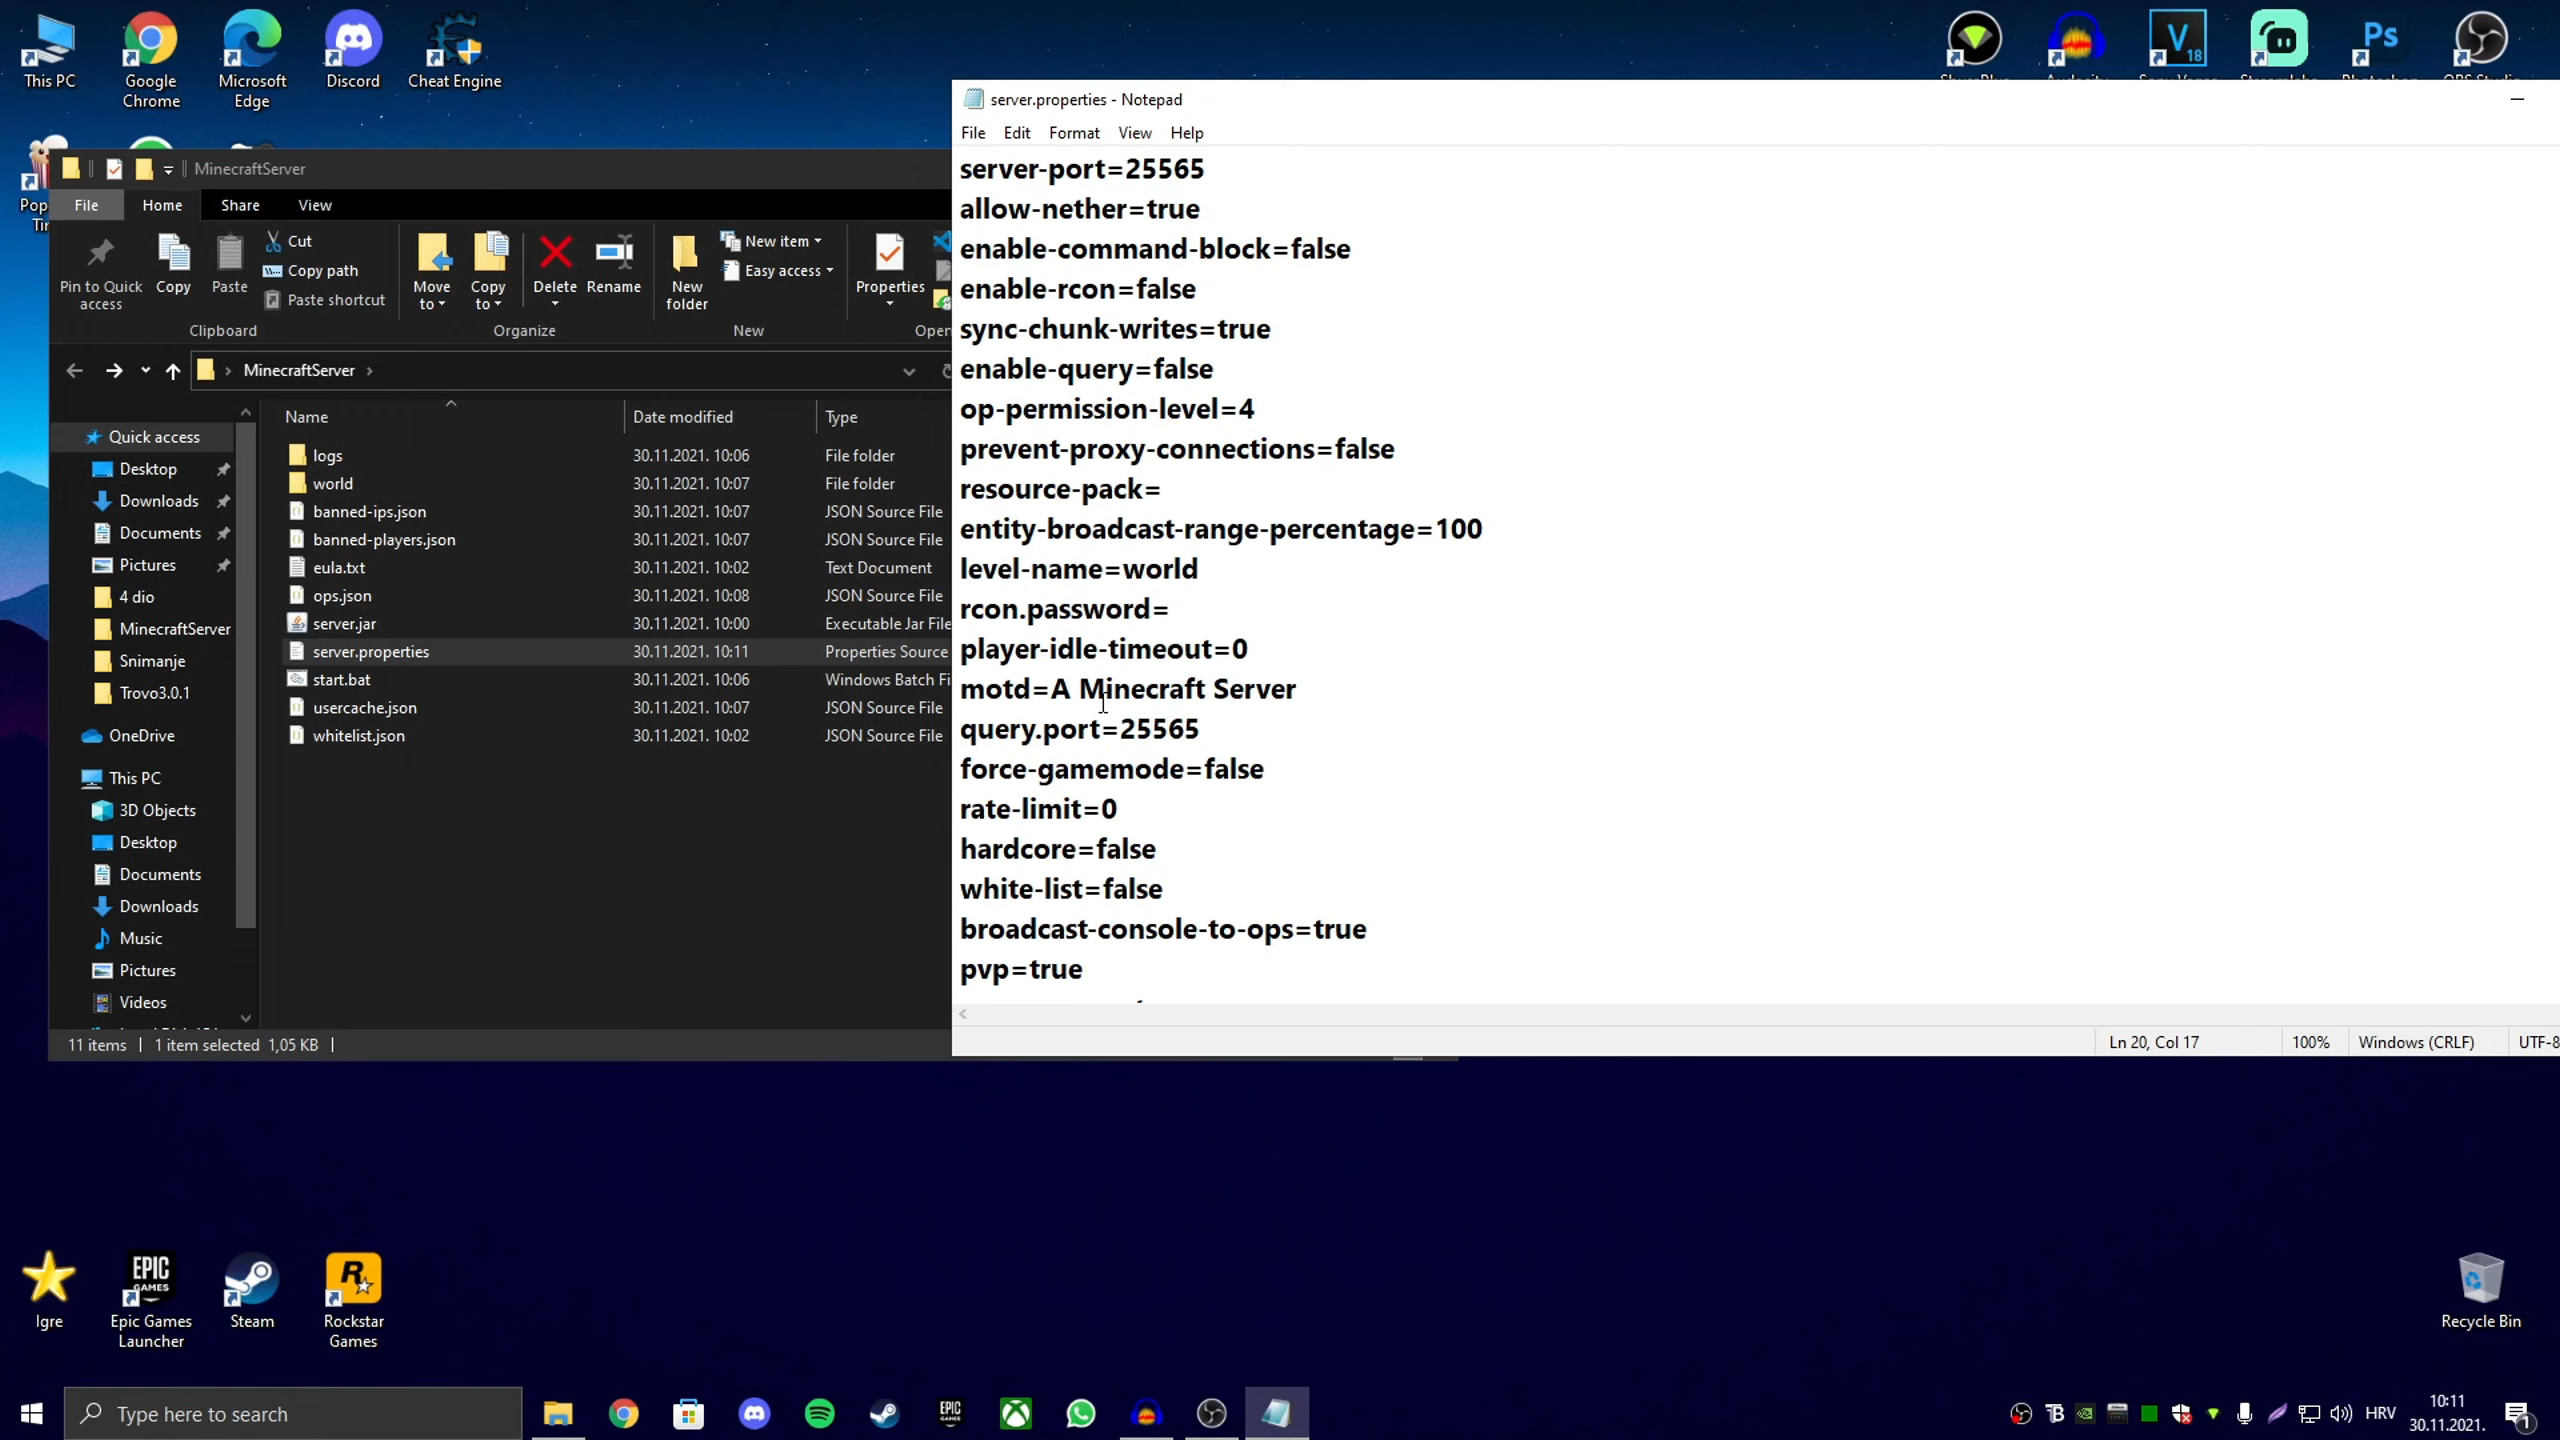 This PC
Google Chrome
Microsoft Edge
Discord
Cheat Engine
MinecraftServer
File Home Share View
Pin to Quick access
Copy
Paste
Cut
Copy path
Paste shortcut
Clipboard
Move to
Copy to
Delete
Rename
Organize
New folder
New item
Easy access
New
Properties
Open
MinecraftServer
Name Date modified Type
logs 30.11.2021. 10:06 File folder
world 30.11.2021. 10:07 File folder
banned-ips.json 30.11.2021. 10:07 JSON Source File
banned-players.json 30.11.2021. 10:07 JSON Source File
eula.txt 30.11.2021. 10:02 Text Document
ops.json 30.11.2021. 10:08 JSON Source File
server.jar 30.11.2021. 10:00 Executable Jar File
server.properties 30.11.2021. 10:11 Properties Source
start.bat 30.11.2021. 10:06 Windows Batch Fi
usercache.json 30.11.2021. 10:07 JSON Source File
whitelist.json 30.11.2021. 10:02 JSON Source File
Quick access
Desktop
Downloads
Documents
Pictures
4 dio
MinecraftServer
Snimanje
Trovo3.0.1
OneDrive
This PC
3D Objects
Desktop
Documents
Downloads
Music
Pictures
Videos
11 items 1 item selected 1,05 KB
server.properties - Notepad
File Edit Format View Help
server-port=25565
allow-nether=true
enable-command-block=false
enable-rcon=false
sync-chunk-writes=true
enable-query=false
op-permission-level=4
prevent-proxy-connections=false
resource-pack=
entity-broadcast-range-percentage=100
level-name=world
rcon.password=
player-idle-timeout=0
motd=A Minecraft Server
query.port=25565
force-gamemode=false
rate-limit=0
hardcore=false
white-list=false
broadcast-console-to-ops=true
pvp=true
Ln 20, Col 17 100% Windows (CRLF) UTF-8
Igre
EPIC GAMES
Epic Games Launcher
Steam
Rockstar Games
Recycle Bin
Type here to search
HRV
10:11
30.11.2021.